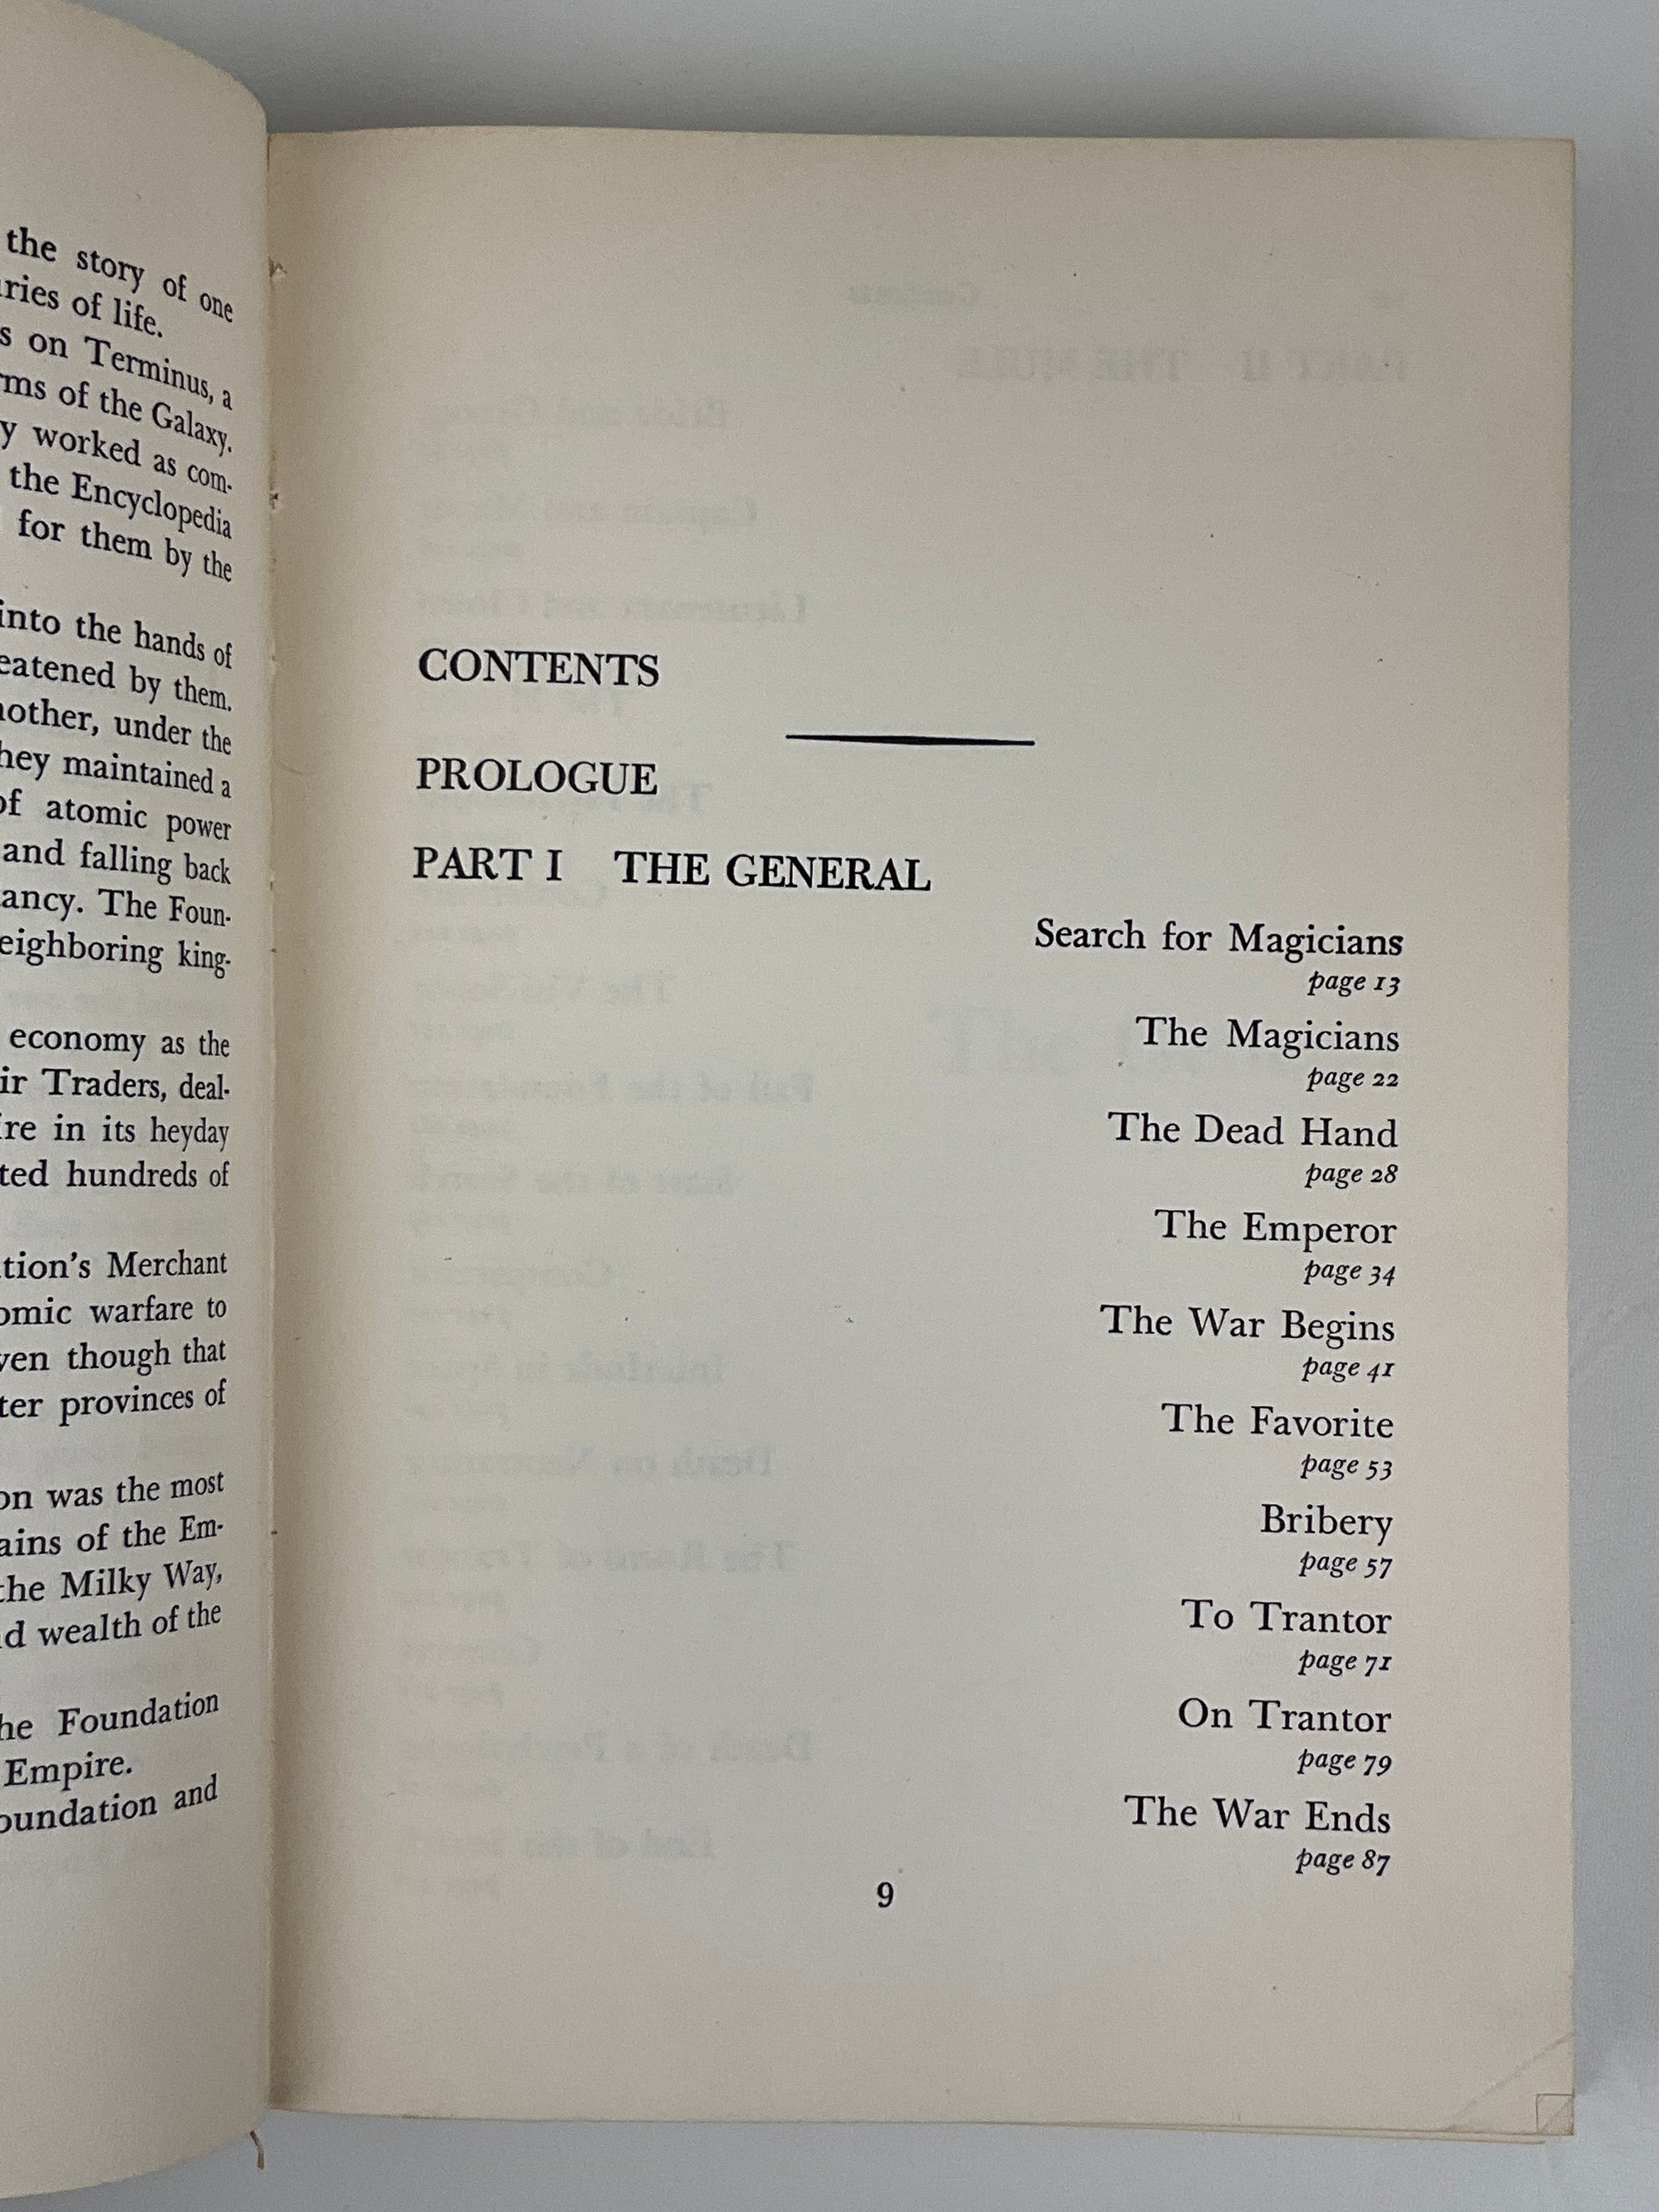 the story of one
ries of life.
s on Terminus, a
rms of the Galaxy.
y worked as com-
the Encyclopedia
for them by the
into the hands of
eatened by them.
nother, under the
hey maintained a
of atomic power
and falling back
ancy. The Foun-
eighboring king-
economy as the
ir Traders, deal-
ire in its heyday
ted hundreds of
tion's Merchant
omic warfare to
ven though that
ter provinces of
on was the most
ains of the Em-
the Milky Way,
d wealth of the
he Foundation
Empire.
oundation and
CONTENTS
PROLOGUE
PART I THE GENERAL
Search for Magicians
page 13
The Magicians
page 22
The Dead Hand
page 28
The Emperor
page 34
The War Begins
page 41
The Favorite
page 53
Bribery
page 57
To Trantor
page 71
On Trantor
page 79
The War Ends
page 87
9